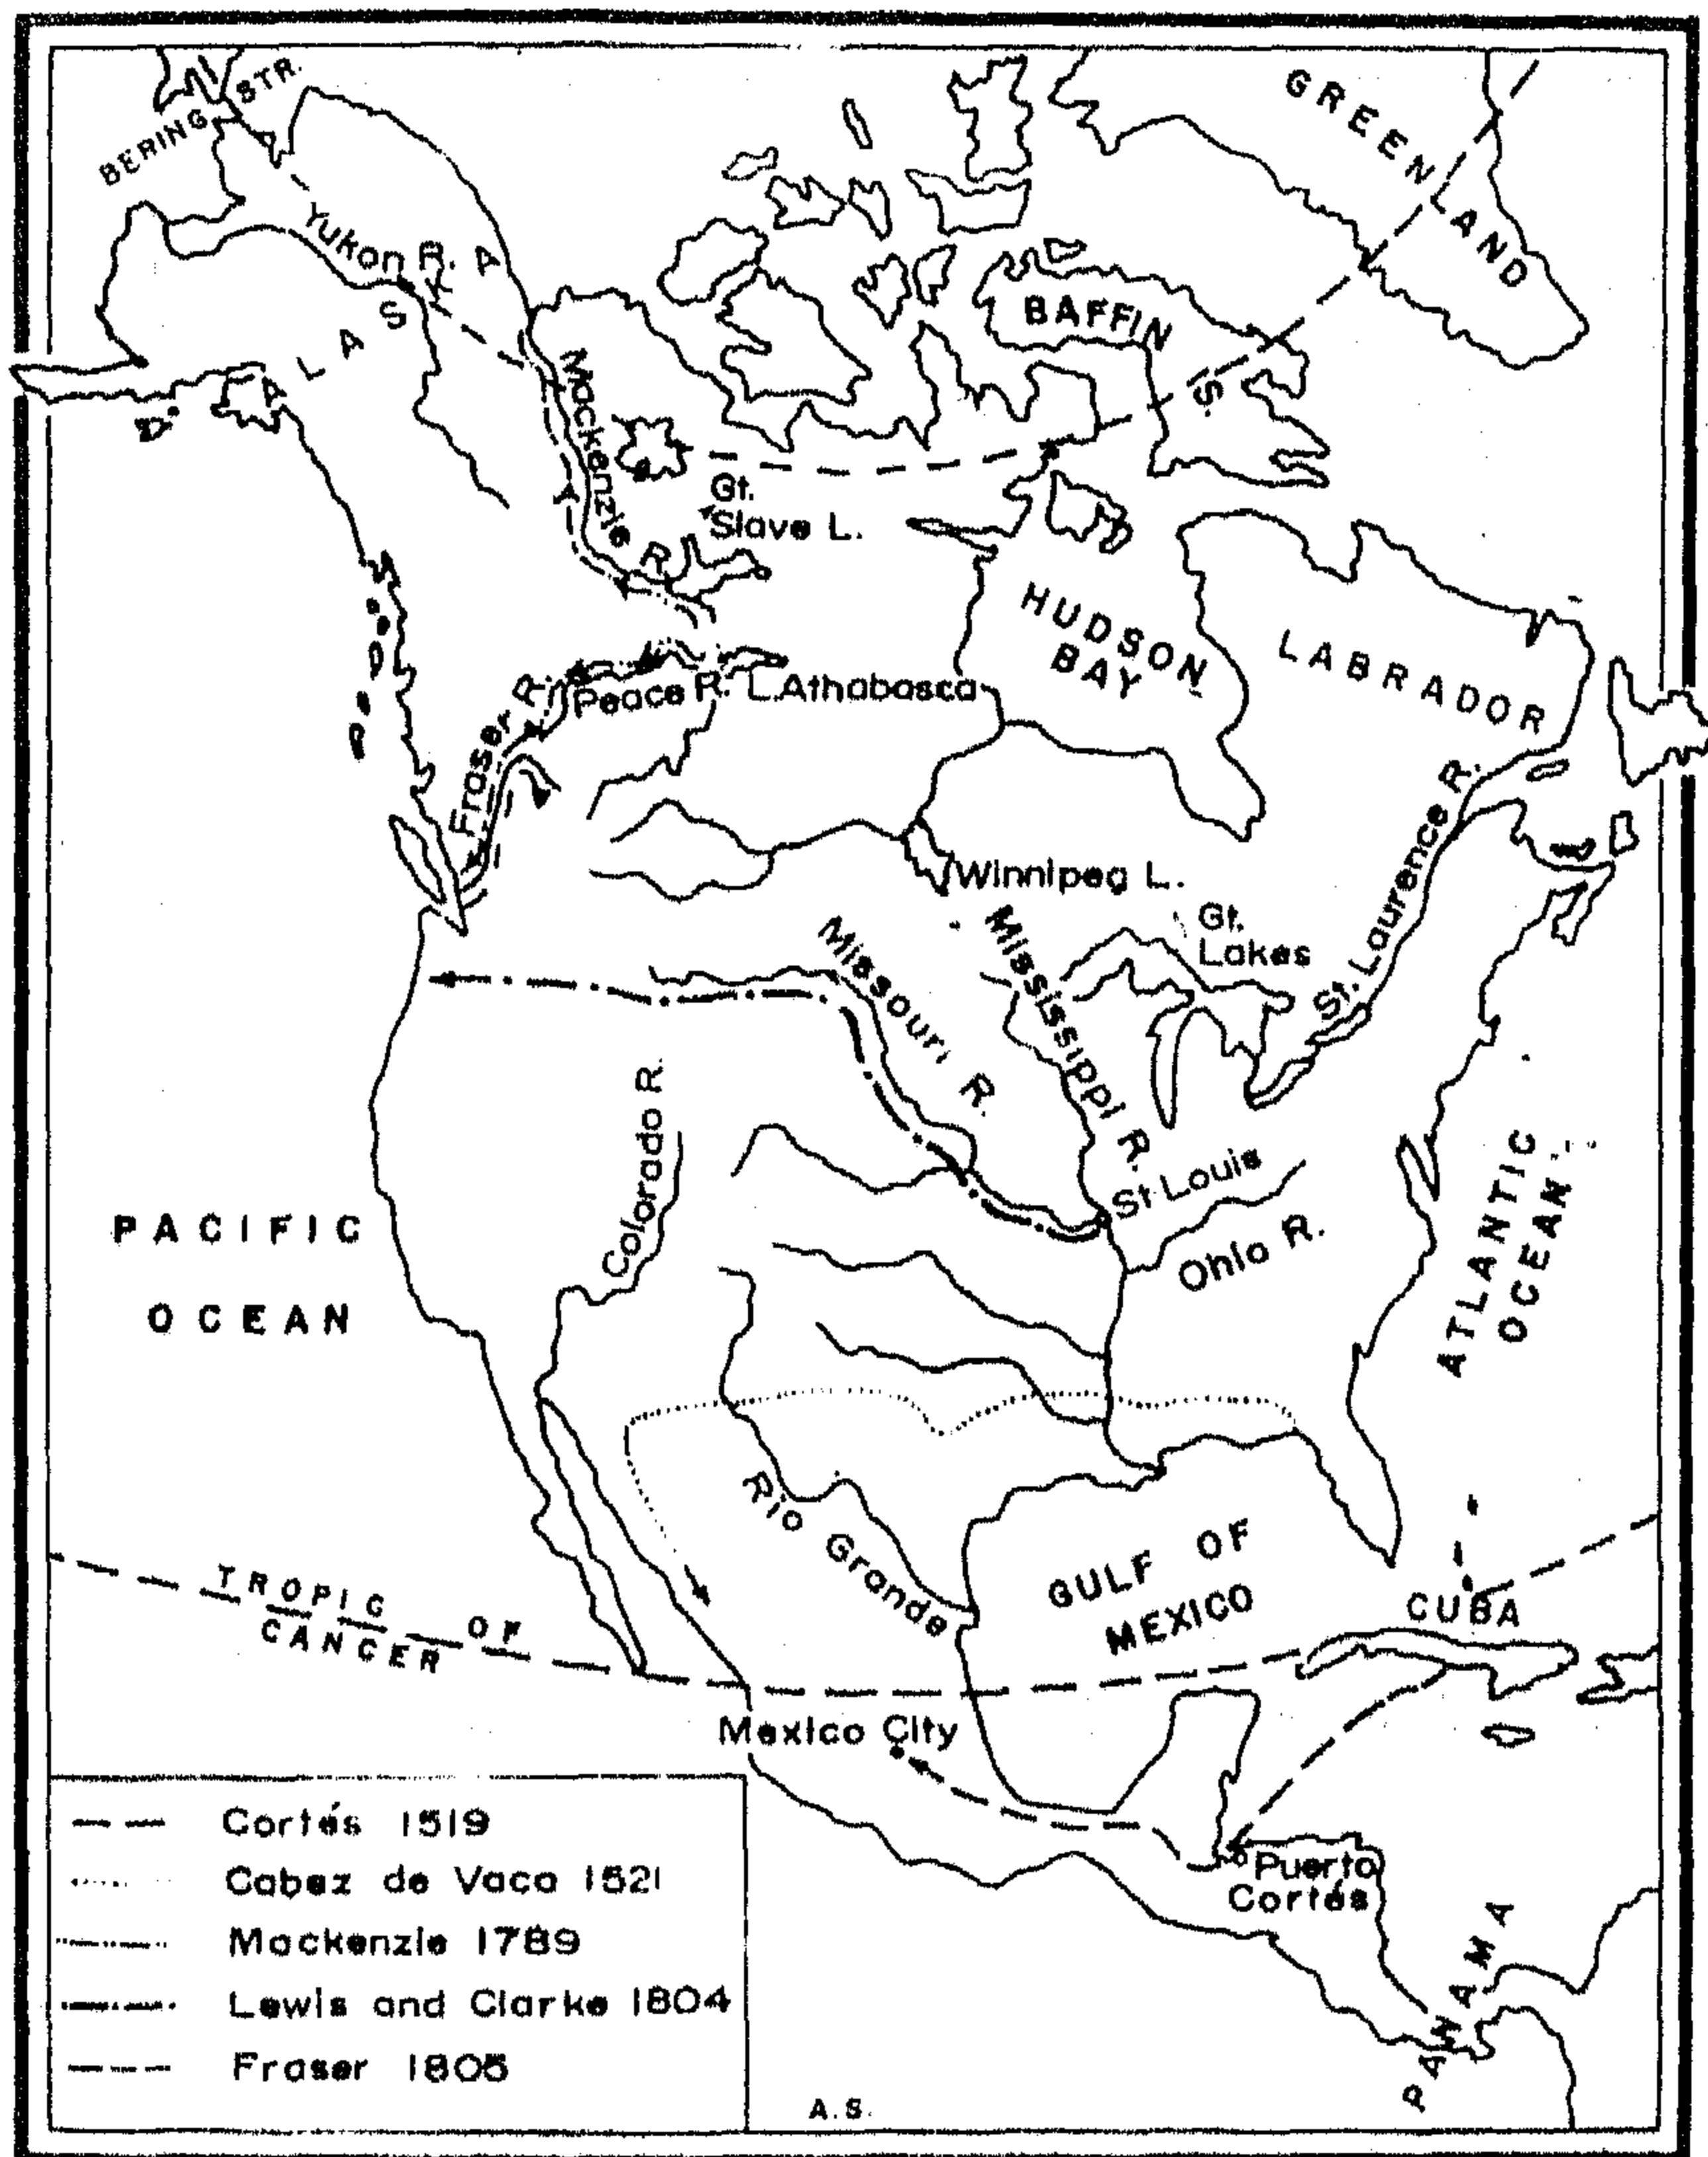 BERING STR.
GREENLAND
Yukon R.
ALASKA
BAFFIN
S.
Mackenzie R.
Gt.
Slave L.
HUDSON
BAY
LABRADOR
Peace R. L. Athabasca
Fraser R.
Winnipeg L.
St. Laurence R.
Gt.
Lakes
Missouri R.
Mississippi R.
Colorado R.
St Louis
Ohio R.
PACIFIC
OCEAN
ATLANTIC
OCEAN
Rio Grande
GULF OF
MEXICO
CUBA
TROPIC OF
CANCER
Mexico City
Puerto
Cortés
PANAMA
Cortés 1519
Cabez de Vaca 1521
Mackenzie 1789
Lewis and Clarke 1804
Fraser 1805
A.S.